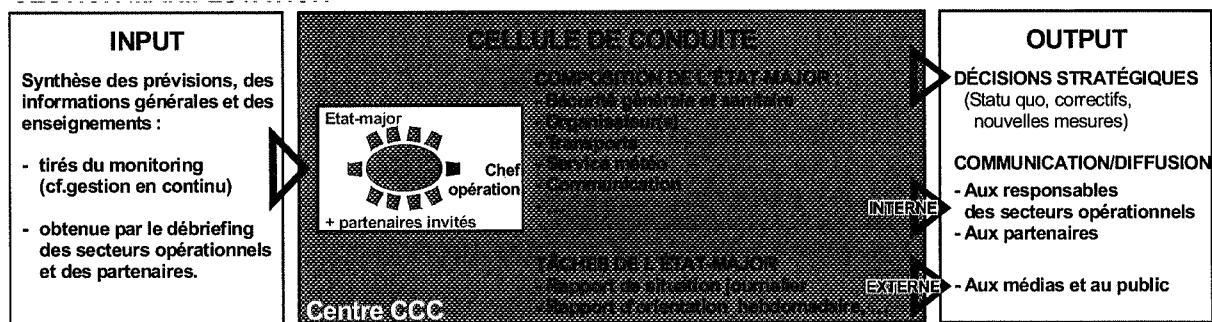 INPUT
Synthèse des prévisions, des
informations générales et des
enseignements :
- tirés du monitoring
(cf.gestion en continu)
- obtenue par le débriefing
des secteurs opérationnels
et des partenaires.
CELLULE DE CONDUITE
Etat-major
Chef
opération
+ partenaires invités
Centre CCC
COMPOSITION DE L'ÉTAT-MAJOR
- Sécurité générale et sanitaire
- Organisateur(s)
- Transports
- Service météo
- Communication
TÂCHES DE L'ÉTAT-MAJOR
- Rapport de situation journalier
- Rapport d'orientation hebdomadaire
INTERNE
EXTERNE
OUTPUT
DÉCISIONS STRATÉGIQUES
(Statu quo, correctifs,
nouvelles mesures)
COMMUNICATION/DIFFUSION
- Aux responsables
des secteurs opérationnels
- Aux partenaires
- Aux médias et au public